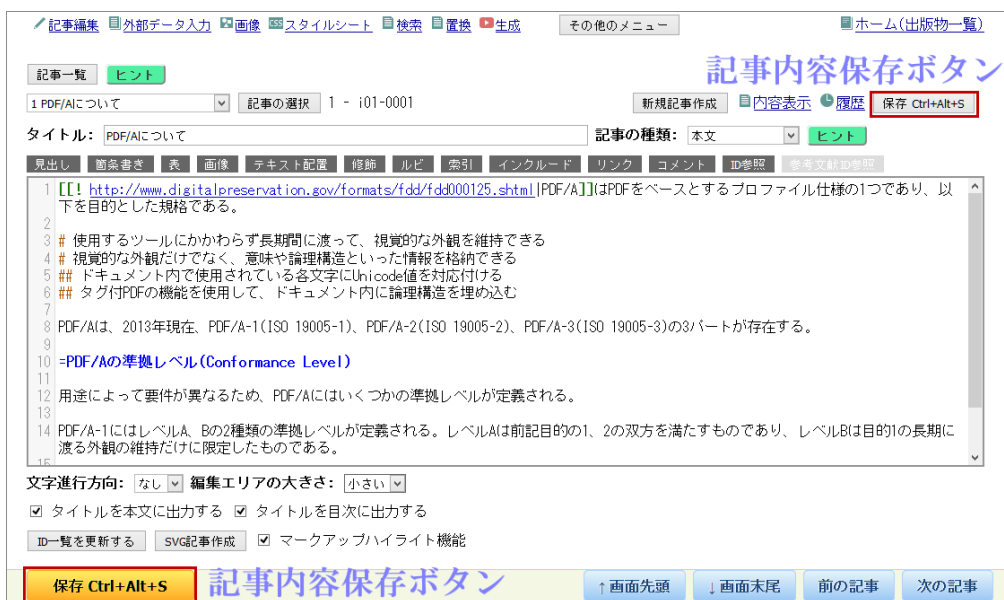 記事編集 外部データ入力 画像 スタイルシート 検索 置換 生成 その他のメニュー ホーム(出版物一覧)
記事内容保存ボタン
記事一覧 ヒント
1 PDF/Aについて 記事の選択 1 - i01-0001 新規記事作成 内容表示 履歴 保存 Ctrl+Alt+S
タイトル: PDF/Aについて 記事の種類: 本文 ヒント
見出し 箇条書き 表 画像 テキスト配置 修飾 ルビ 索引 インクルード リンク コメント ID参照 参考文献ID参照
1 [[! http://www.digitalpreservation.gov/formats/fdd/fdd000125.shtml|PDF/A]]はPDFをベースとするプロファイル仕様の1つであり、以
下を目的とした規格である。
2
3 # 使用するツールにかかわらず長期間に渡って、視覚的な外観を維持できる
4 # 視覚的な外観だけでなく、意味や論理構造といった情報を格納できる
5 ## ドキュメント内で使用されている各文字にUnicode値を対応付ける
6 ## タグ付PDFの機能を使用して、ドキュメント内に論理構造を埋め込む
7
8 PDF/Aは、2013年現在、PDF/A-1(ISO 19005-1)、PDF/A-2(ISO 19005-2)、PDF/A-3(ISO 19005-3)の3パートが存在する。
9
10 =PDF/Aの準拠レベル(Conformance Level)
11
12 用途によって要件が異なるため、PDF/Aにはいくつかの準拠レベルが定義される。
13
14 PDF/A-1にはレベルA、Bの2種類の準拠レベルが定義される。レベルAは前記目的の1、2の双方を満たすものであり、レベルBは目的1の長期に
渡る外観の維持だけに限定したものである。
15
文字進行方向: なし 編集エリアの大きさ: 小さい
タイトルを本文に出力する タイトルを目次に出力する
ID一覧を更新する SVG記事作成 マークアップハイライト機能
保存 Ctrl+Alt+S 記事内容保存ボタン ↑画面先頭 ↓画面末尾 前の記事 次の記事